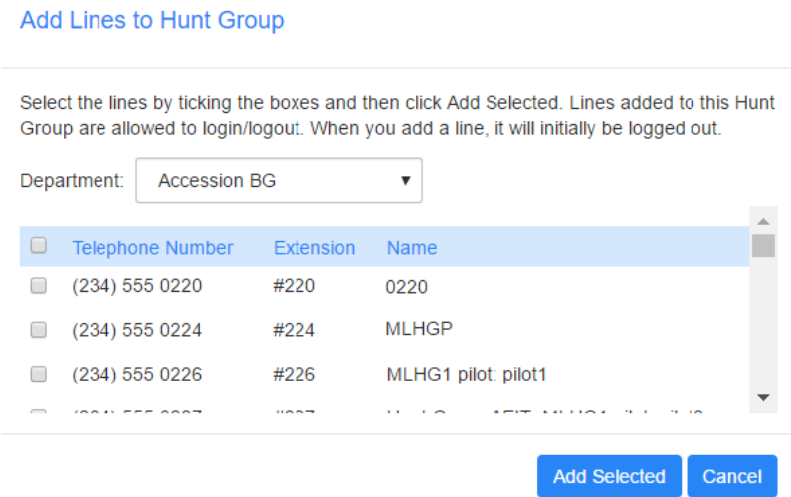 Add Lines to Hunt Group
Select the lines by ticking the boxes and then click Add Selected. Lines added to this Hunt
Group are allowed to login/logout. When you add a line, it will initially be logged out.
Department: Accession BG
Telephone Number Extension Name
(234) 555 0220 #220 0220
(234) 555 0224 #224 MLHGP
(234) 555 0226 #226 MLHG1 pilot: pilot1
Add Selected Cancel